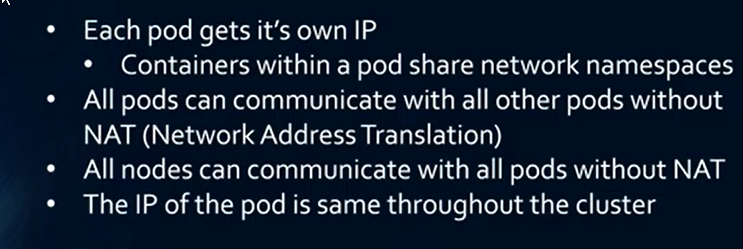 • Each pod gets it's own IP
• Containers within a pod share network namespaces
• All pods can communicate with all other pods without
NAT (Network Address Translation)
• All nodes can communicate with all pods without NAT
• The IP of the pod is same throughout the cluster